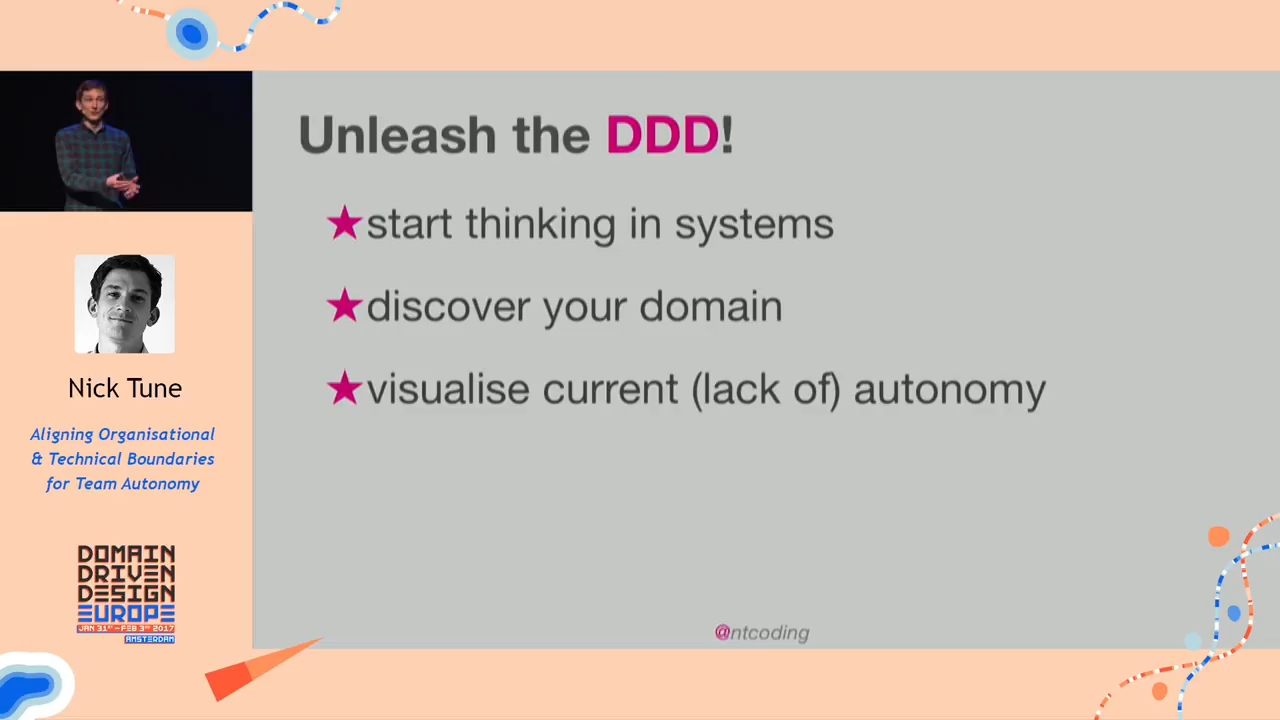 Unleash the DDD!
★start thinking in systems
★discover your domain
★visualise current (lack of) autonomy
@ntcoding
Nick Tune
Aligning Organisational
& Technical Boundaries
for Team Autonomy
DOMAIN
DRIVEN
DESIGN
EUROPE
JAN 31ST-FEB 3RD 2017
AMSTERDAM